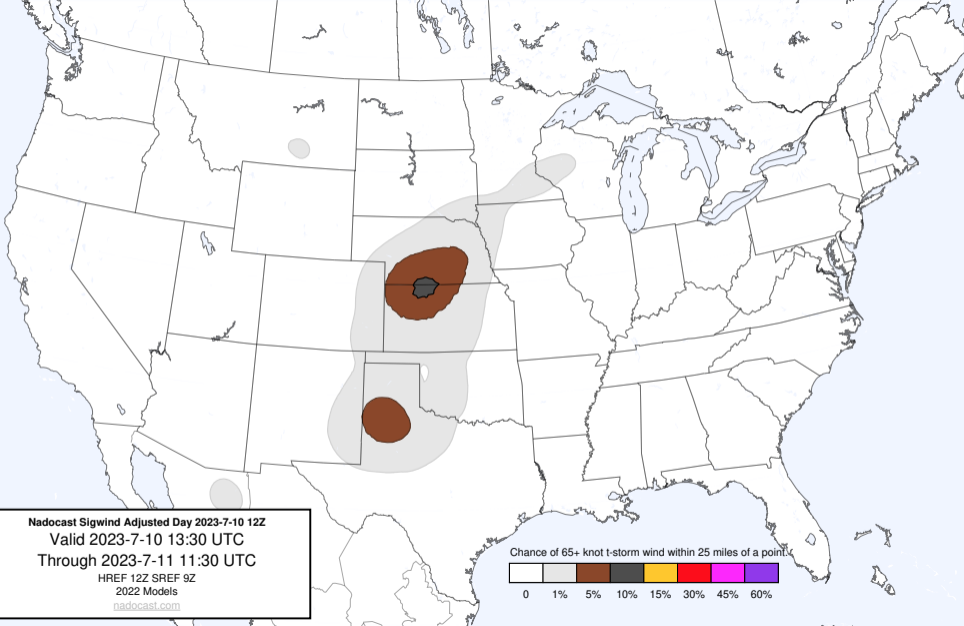 Nadocast Sigwind Adjusted Day 2023-7-10 12Z
Valid 2023-7-10 13:30 UTC
Through 2023-7-11 11:30 UTC
HREF 12Z SREF 9Z
2022 Models
nadocast.com
Chance of 65+ knot t-storm wind within 25 miles of a point.
0 1% 5% 10% 15% 30% 45% 60%